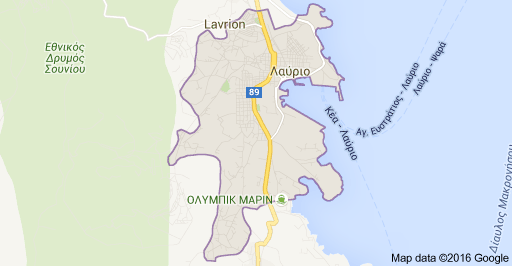 Lavrion
Εθνικός
Δρυμός
Σουνίου
Λαύριο
89
Κέα - Λαύριο
Αγ. Ευστράτιος - Λαύριο
Λαύριο - Ψαρά
ΟΛΥΜΠΙΚ ΜΑΡΙΝ
Δίαυλος Μακρονήσου
Map data ©2016 Google